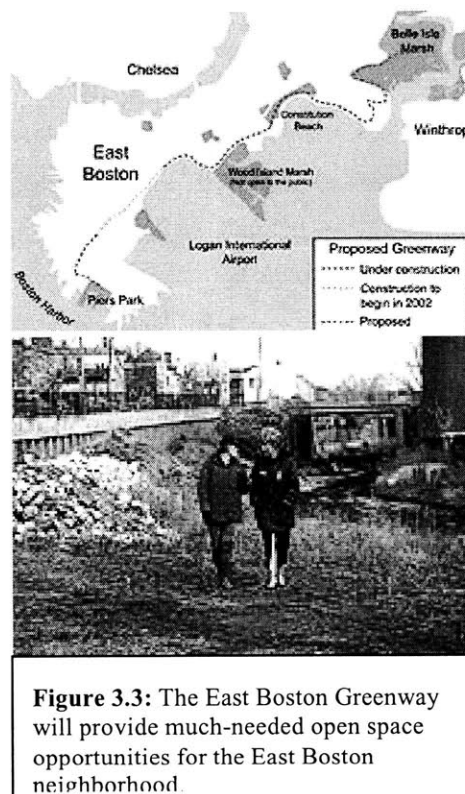 Belle Isle
Marsh
Chelsea
Constitution
Beach
Winthrop
East
Boston
Wood Island Marsh
(Not open to the public)
Logan International
Airport
Proposed Greenway
Under construction
Construction to
begin in 2002
Proposed
Boston Harbor
Piers Park
Figure 3.3: The East Boston Greenway
will provide much-needed open space
opportunities for the East Boston
neighborhood.